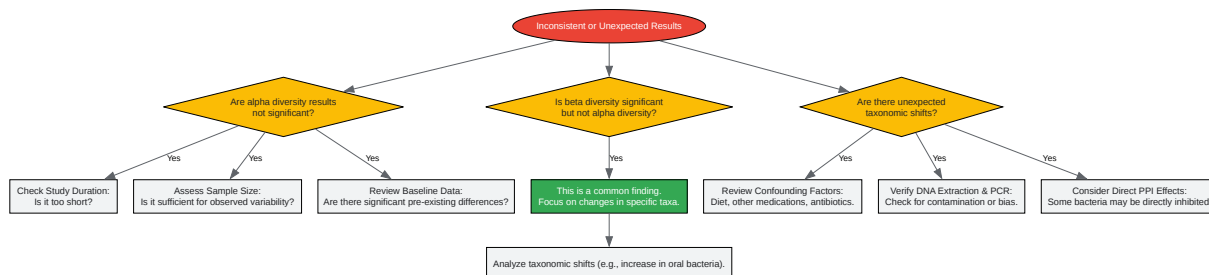 Inconsistent or Unexpected Results
Are alpha diversity results
not significant?
Is beta diversity significant
but not alpha diversity?
Are there unexpected
taxonomic shifts?
Yes
Yes
Yes
Yes
Yes
Yes
Yes
Check Study Duration:
Is it too short?
Assess Sample Size:
Is it sufficient for observed variability?
Review Baseline Data:
Are there significant pre-existing differences?
This is a common finding.
Focus on changes in specific taxa.
Review Confounding Factors:
Diet, other medications, antibiotics.
Verify DNA Extraction & PCR:
Check for contamination or bias.
Consider Direct PPI Effects:
Some bacteria may be directly inhibited.
Analyze taxonomic shifts (e.g., increase in oral bacteria).